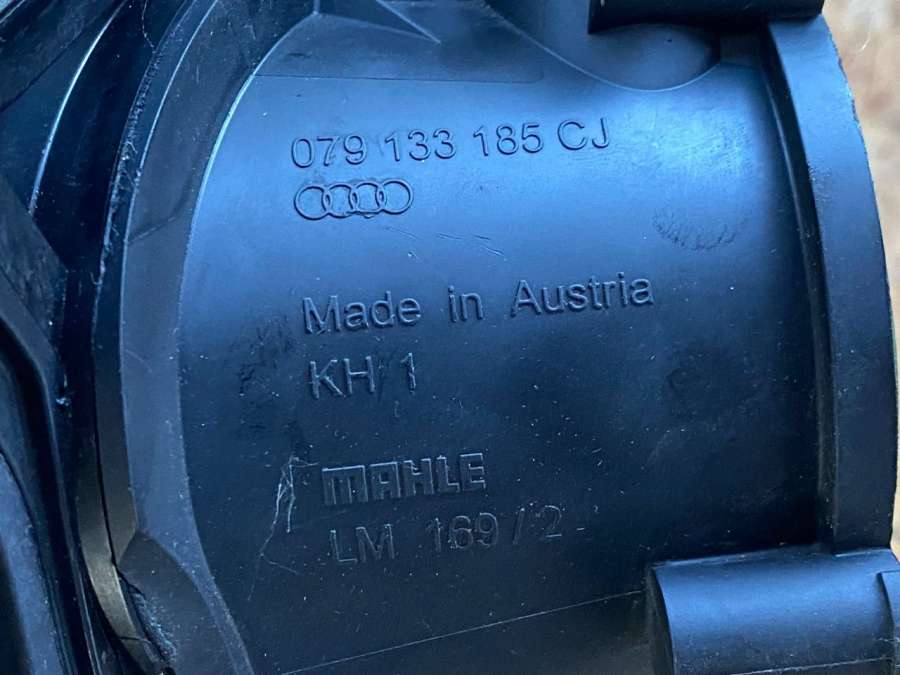 079 133 185 CJ
Made in Austria
KH/1
MAHLE
LM 169/2